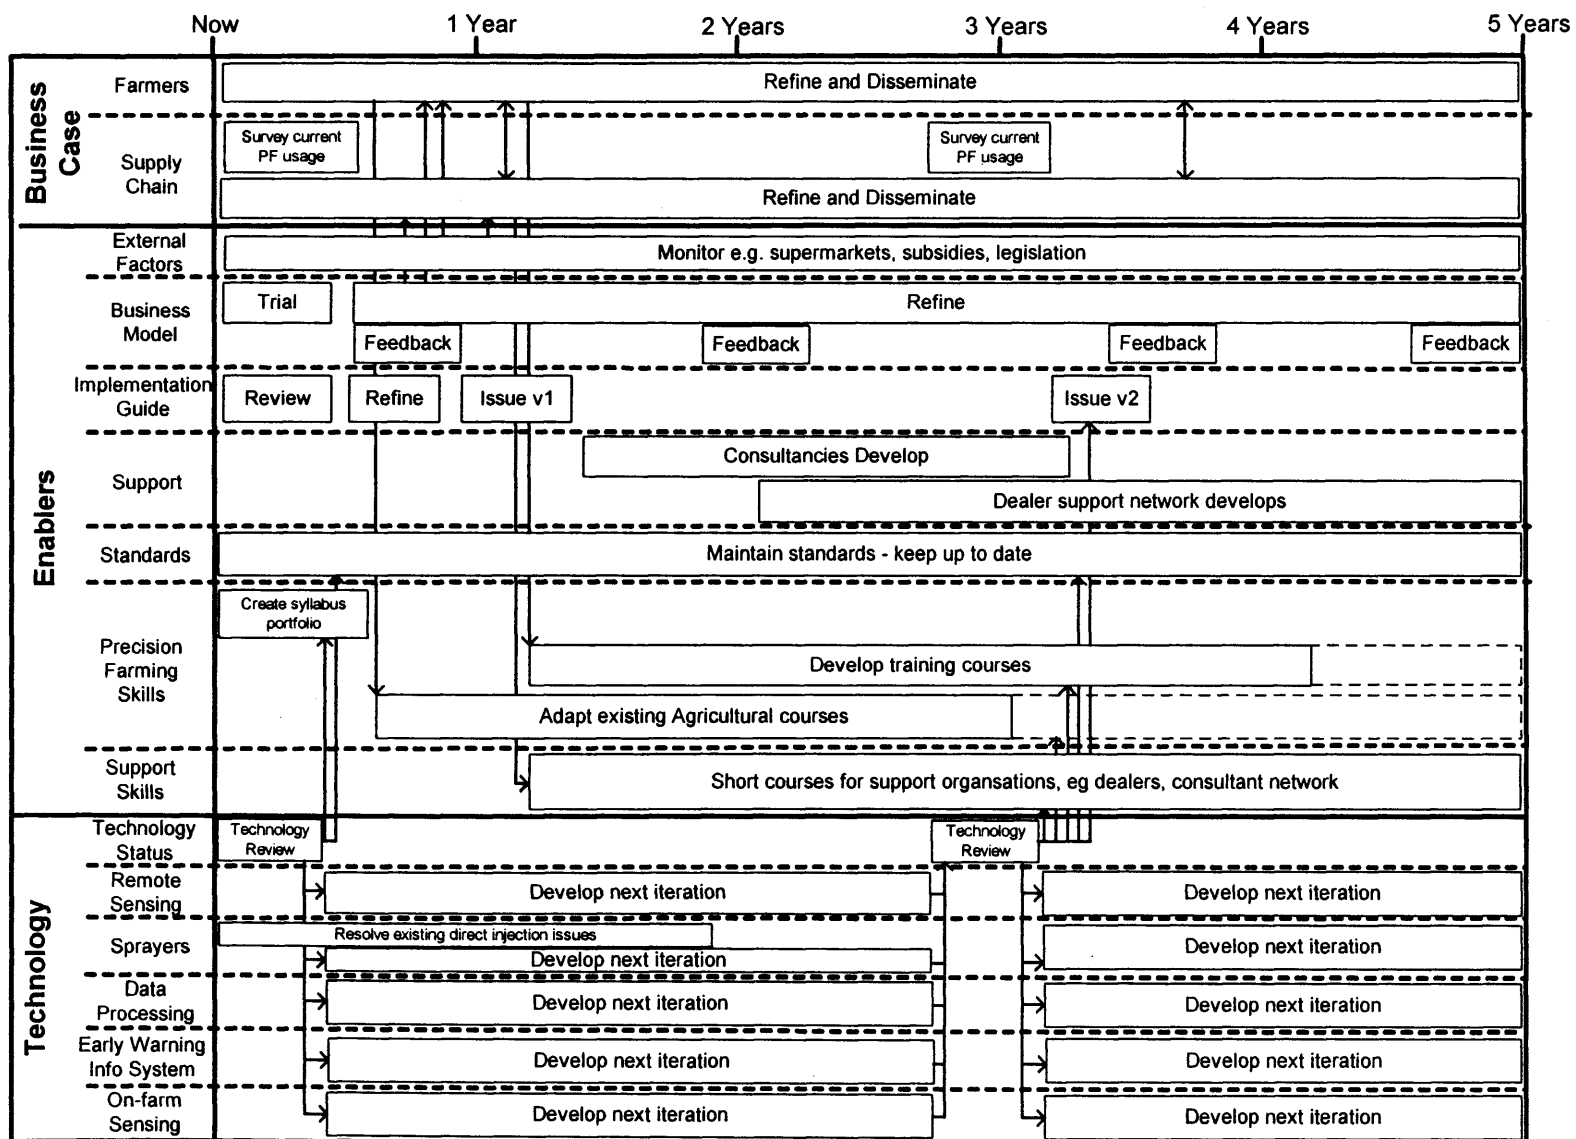 Now 1 Year 2 Years 3 Years 4 Years 5 Years
Business
Case
Farmers
Refine and Disseminate
Supply
Chain
Survey current
PF usage
Survey current
PF usage
Refine and Disseminate
Enablers
External
Factors
Monitor e.g. supermarkets, subsidies, legislation
Business
Model
Trial
Refine
Feedback
Feedback
Feedback
Feedback
Implementation
Guide
Review
Refine
Issue v1
Issue v2
Support
Consultancies Develop
Dealer support network develops
Standards
Maintain standards - keep up to date
Precision
Farming
Skills
Create syllabus
portfolio
Develop training courses
Adapt existing Agricultural courses
Support
Skills
Short courses for support organsations, eg dealers, consultant network
Technology
Technology
Status
Technology
Review
Technology
Review
Remote
Sensing
Develop next iteration
Develop next iteration
Sprayers
Resolve existing direct injection issues
Develop next iteration
Develop next iteration
Data
Processing
Develop next iteration
Develop next iteration
Early Warning
Info System
Develop next iteration
Develop next iteration
On-farm
Sensing
Develop next iteration
Develop next iteration